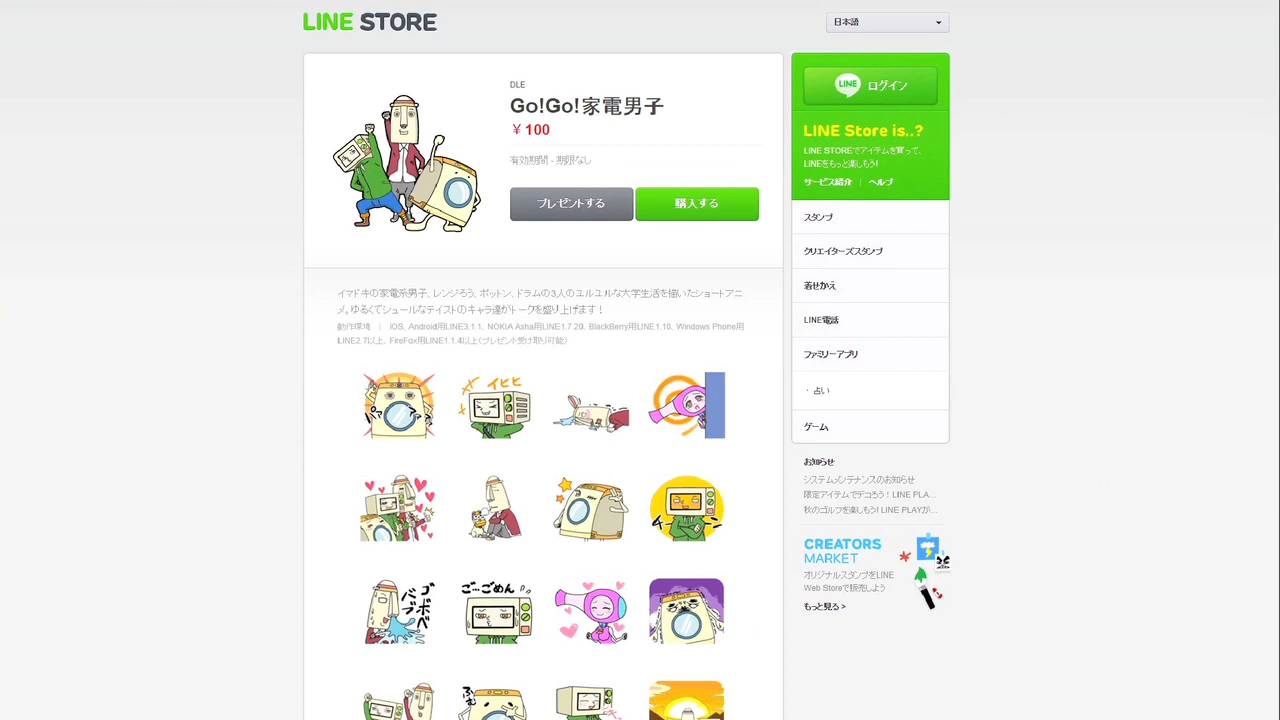 LINE STORE
日本語
DLE
Go!Go!家電男子
￥100
有効期間 - 期限なし
プレゼントする
購入する
イマドキの家電系男子、レンジろう、ポットン、ドラムの3人のユルユルな大学生活を描いたショートアニ
メ。ゆるくてシュールなテイストのキャラ達がトークを盛り上げます！
動作環境 ｜ iOS、Android用LINE3.1.1、NOKIA Asha用LINE1.7.20、BlackBerry用LINE1.10、Windows Phone用
LINE2.7以上、FireFox用LINE1.1.4以上（プレゼント受け取り可能）
イヒヒ
ゴボボ
バブベ
ご…ごめん
ふむ
LINE
ログイン
LINE Store is..?
LINE STOREでアイテムを買って、
LINEをもっと楽しもう!
サービス紹介 ｜ ヘルプ
スタンプ
クリエイターズスタンプ
着せかえ
LINE電話
ファミリーアプリ
・ 占い
ゲーム
お知らせ
システムメンテナンスのお知らせ
限定アイテムでデコろう！LINE PLA...
秋のゴルフを楽しもう! LINE PLAYが...
CREATORS
MARKET
オリジナルスタンプをLINE
Web Storeで販売しよう
もっと見る >